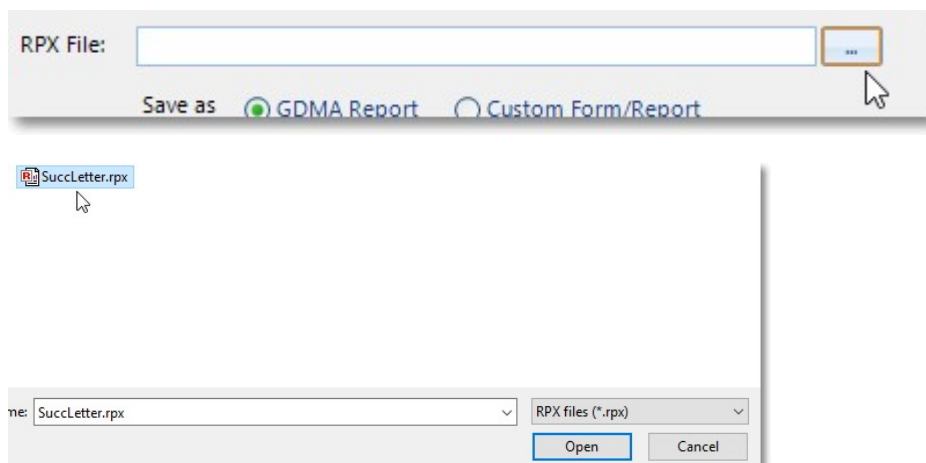 RPX File:
...
Save as GDMA Report Custom Form/Report
SuccLetter.rpx
me: SuccLetter.rpx RPX files (*.rpx)
Open Cancel